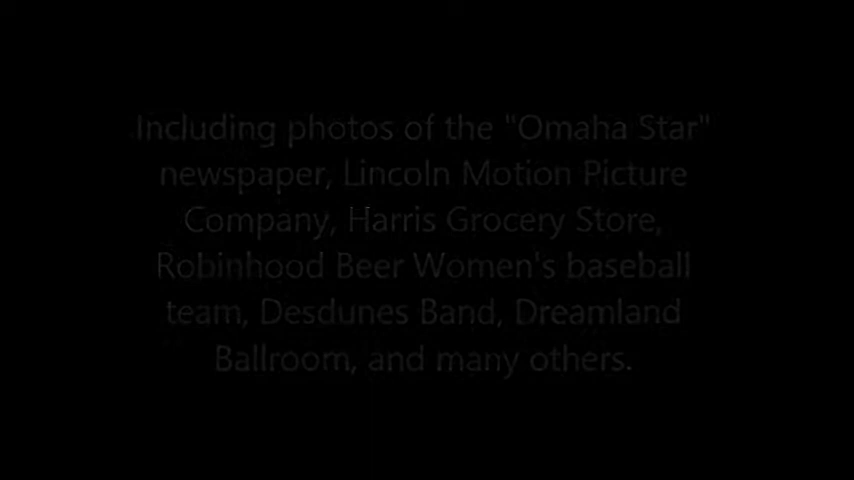 Including photos of the "Omaha Star"
newspaper, Lincoln Motion Picture
Company, Harris Grocery Store,
Robinhood Beer Women's baseball
team, Desdunes Band, Dreamland
Ballroom, and many others.